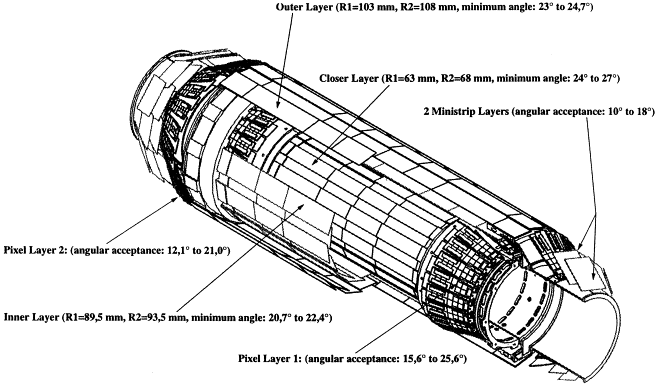 Outer Layer (R1=103 mm, R2=108 mm, minimum angle: 23° to 24,7°)
Closer Layer (R1=63 mm, R2=68 mm, minimum angle: 24° to 27°)
2 Ministrip Layers (angular acceptance: 10° to 18°)
Pixel Layer 2: (angular acceptance: 12,1° to 21,0°)
Inner Layer (R1=89,5 mm, R2=93,5 mm, minimum angle: 20,7° to 22,4°)
Pixel Layer 1: (angular acceptance: 15,6° to 25,6°)